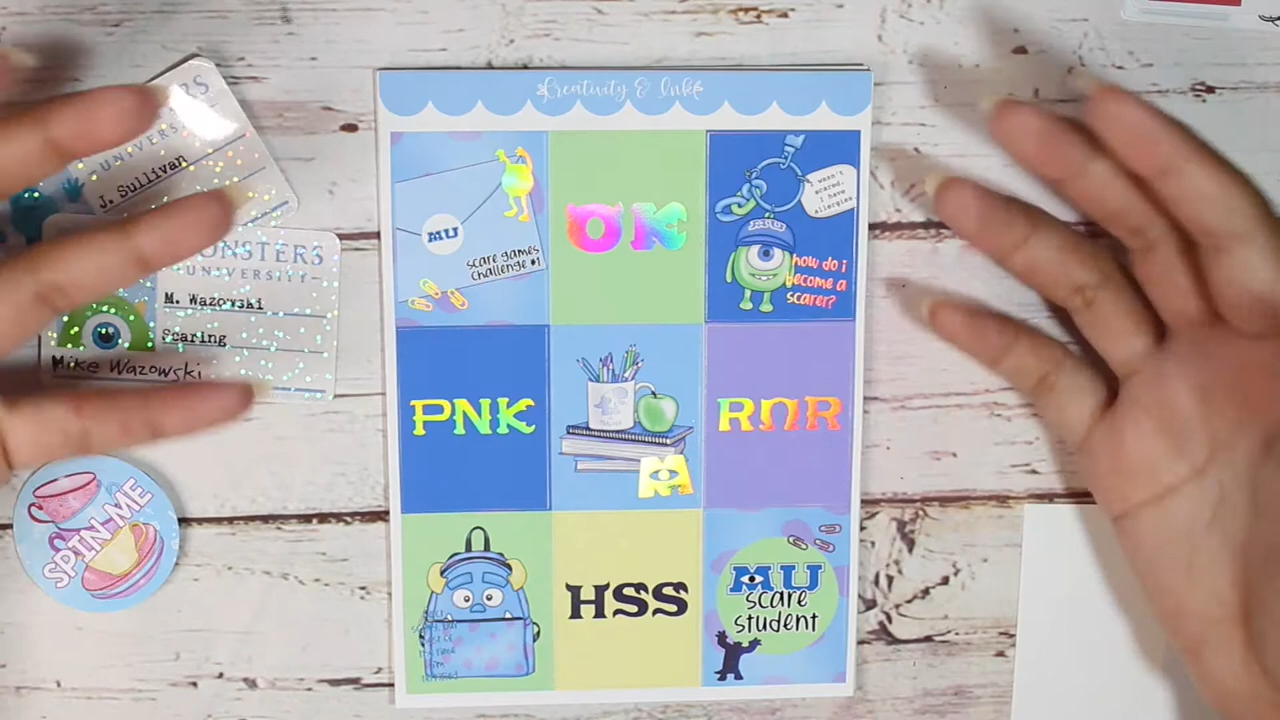 Creativity & Ink
UNIVERS
J. Sullivan
MONSTERS
UNIVERSITY
M. Wazowski
Scaring
Mike Wazowski
SPIN ME
MU
scare games
challenge #1
OK
I wasn't
scared.
I have
allergies.
MU
how do i
become a
scarer?
PNK
RΩR
HSS
MU
scare
student